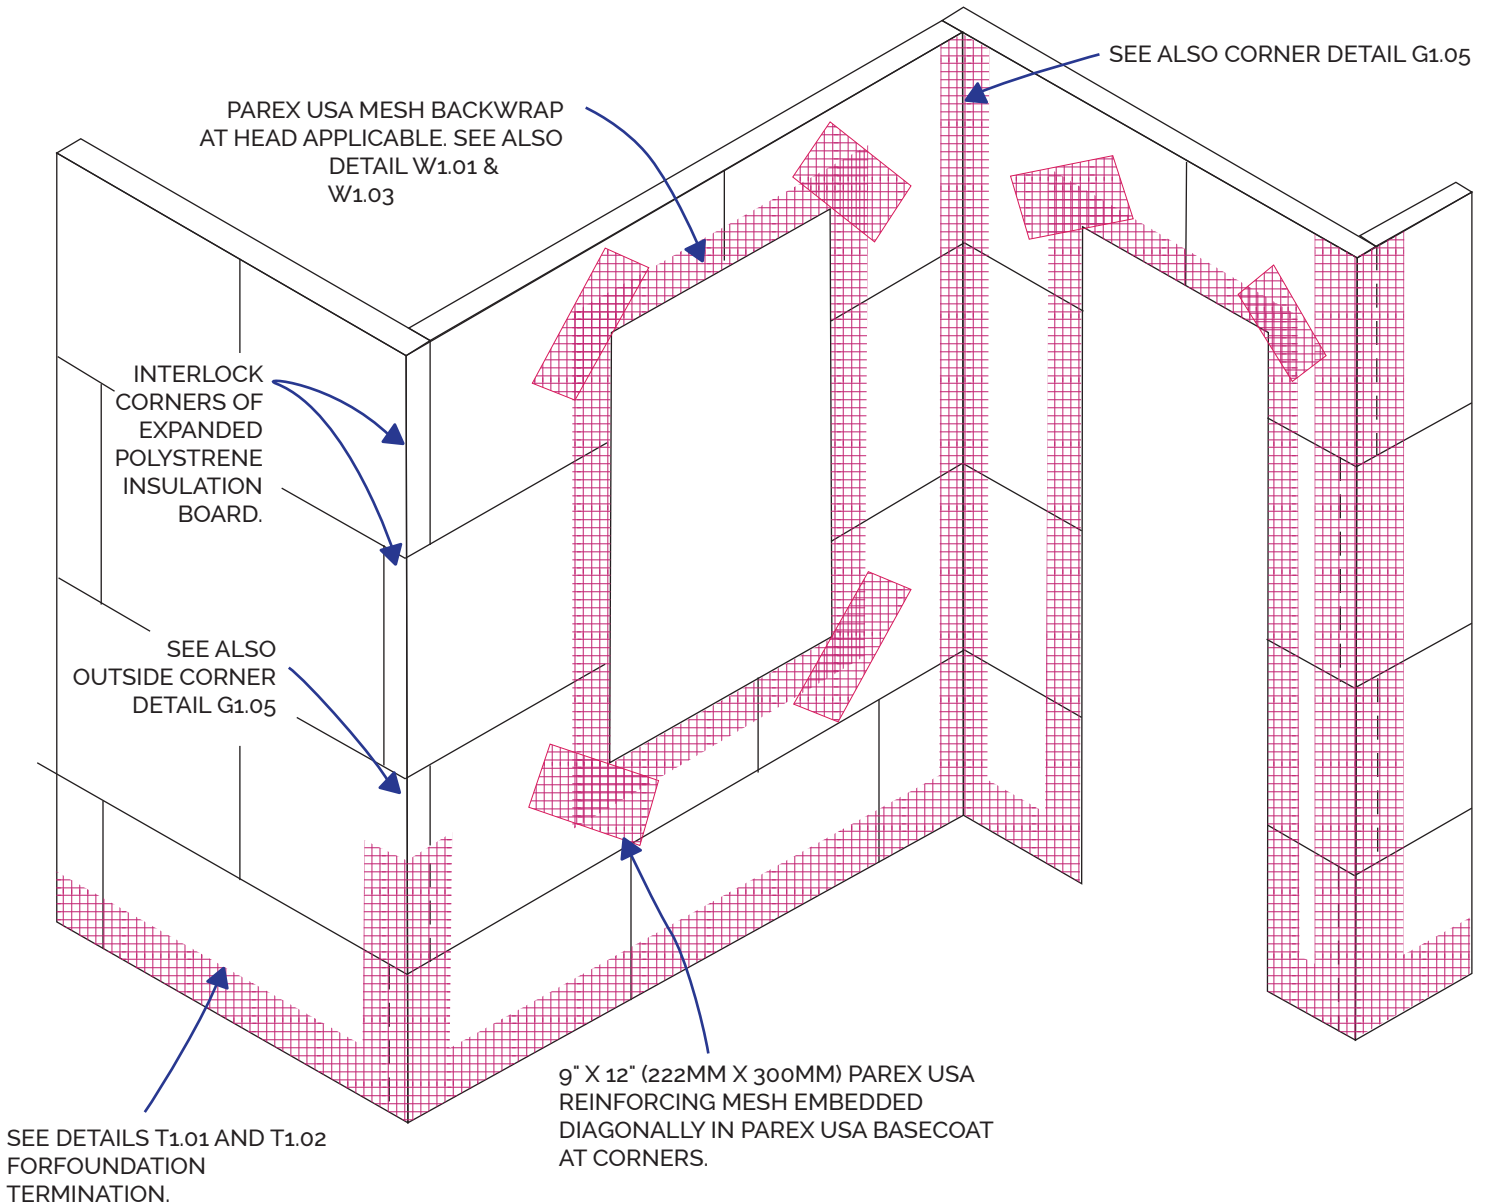 SEE ALSO CORNER DETAIL G1.05
PAREX USA MESH BACKWRAP
AT HEAD APPLICABLE. SEE ALSO
DETAIL W1.01 &
W1.03
INTERLOCK
CORNERS OF
EXPANDED
POLYSTRENE
INSULATION
BOARD.
SEE ALSO
OUTSIDE CORNER
DETAIL G1.05
9" X 12" (222MM X 300MM) PAREX USA
REINFORCING MESH EMBEDDED
DIAGONALLY IN PAREX USA BASECOAT
AT CORNERS.
SEE DETAILS T1.01 AND T1.02
FORFOUNDATION
TERMINATION.